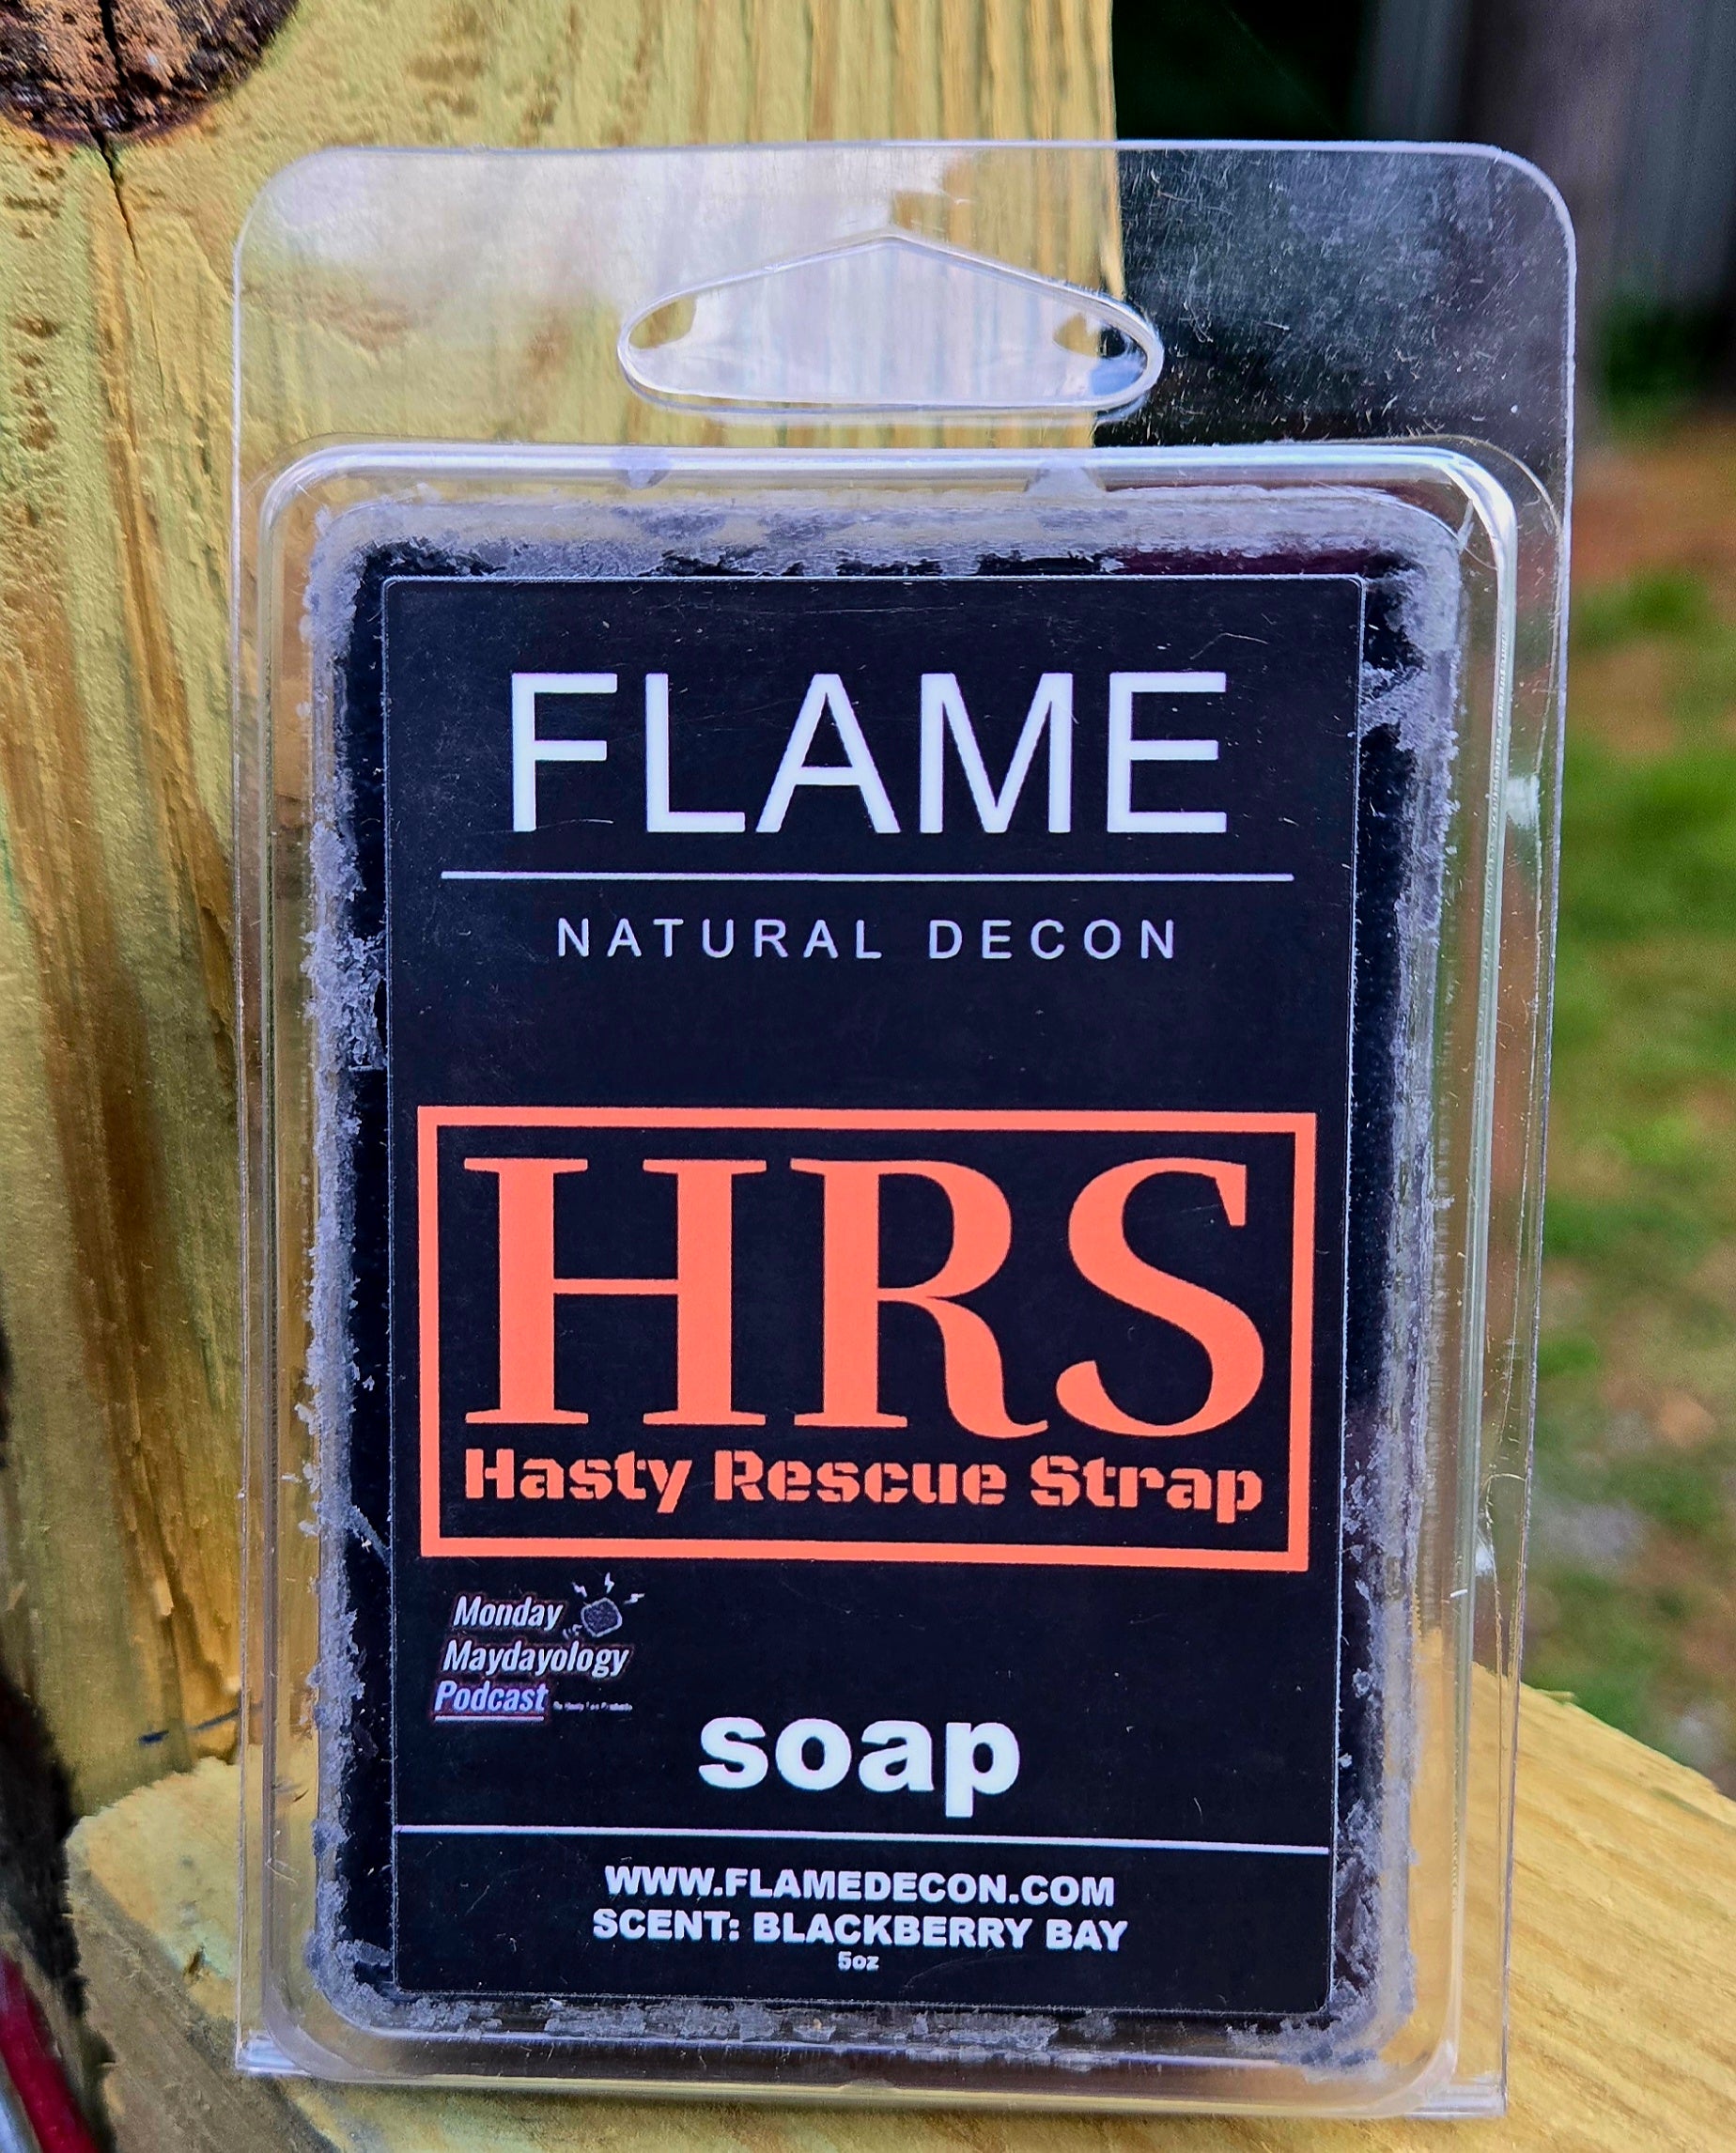 FLAME
NATURAL DECON
HRS
Hasty Rescue Strap
Monday
Maydayology
Podcast
soap
WWW.FLAMEDECON.COM
SCENT: BLACKBERRY BAY
5oz